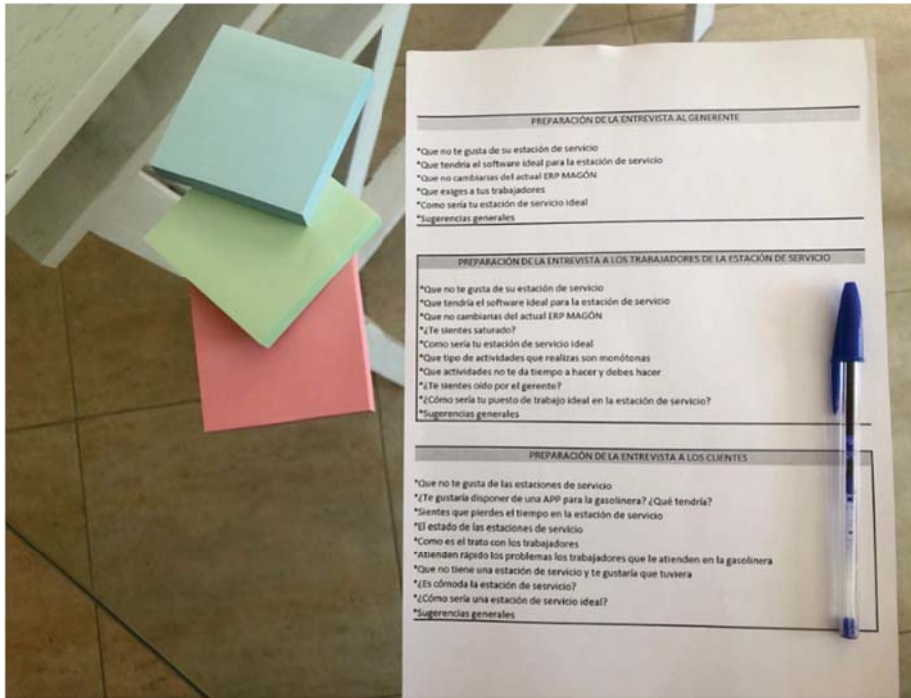 PREPARACIÓN DE LA ENTREVISTA AL GENERENTE
*Que no te gusta de su estación de servicio
*Que tendría el software ideal para la estación de servicio
*Que no cambiarias del actual ERP MAGÓN
*Que exiges a tus trabajadores
*Como sería tu estación de servicio ideal
*Sugerencias generales
PREPARACIÓN DE LA ENTREVISTA A LOS TRABAJADORES DE LA ESTACIÓN DE SERVICIO
*Que no te gusta de su estación de servicio
*Que tendría el software ideal para la estación de servicio
*Que no cambiarias del actual ERP MAGÓN
*¿Te sientes saturado?
*Como sería tu estación de servicio ideal
*Que tipo de actividades que realizas son monótonas
*Que actividades no te da tiempo a hacer y debes hacer
*¿Te sientes oído por el gerente?
*¿Cómo sería tu puesto de trabajo ideal en la estación de servicio?
*Sugerencias generales
PREPARACIÓN DE LA ENTREVISTA A LOS CLIENTES
*Que no te gusta de las estaciones de servicio
*¿Te gustaría disponer de una APP para la gasolinera? ¿Qué tendría?
*Sientes que pierdes el tiempo en la estación de servicio
*El estado de las estaciones de servicio
*Como es el trato con los trabajadores
*Atienden rápido los problemas los trabajadores que le atienden en la gasolinera
*Que no tiene una estación de servicio y te gustaría que tuviera
*¿Es cómoda la estación de sesrvicio?
*¿Cómo sería una estación de servicio ideal?
*Sugerencias generales